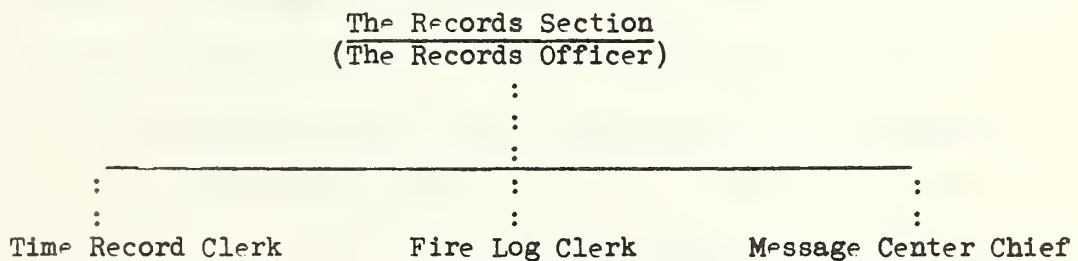 The Records Section
(The Records Officer)
Time Record Clerk Fire Log Clerk Message Center Chief